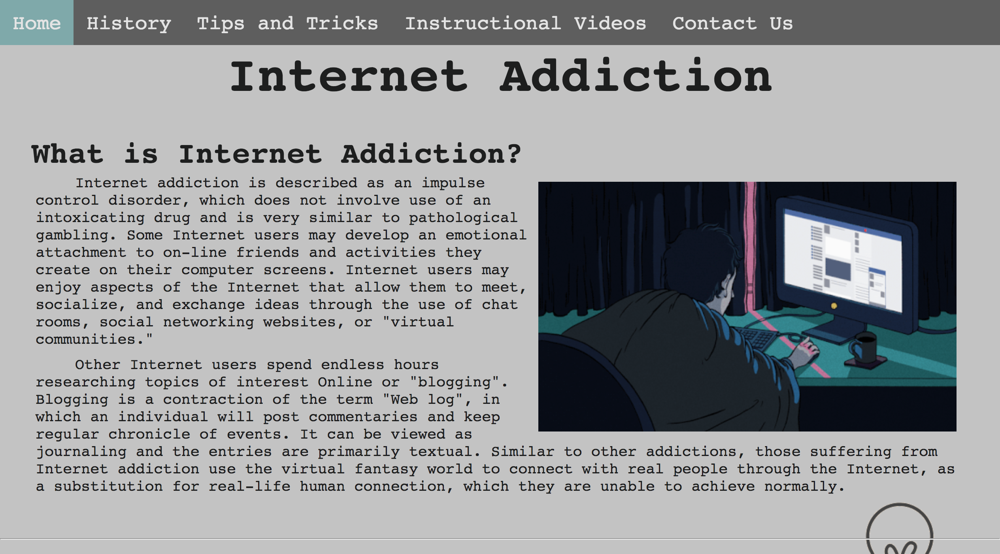 Home History Tips and Tricks Instructional Videos Contact Us
Internet Addiction
What is Internet Addiction?
Internet addiction is described as an impulse
control disorder, which does not involve use of an
intoxicating drug and is very similar to pathological
gambling. Some Internet users may develop an emotional
attachment to on-line friends and activities they
create on their computer screens. Internet users may
enjoy aspects of the Internet that allow them to meet,
socialize, and exchange ideas through the use of chat
rooms, social networking websites, or "virtual
communities."
Other Internet users spend endless hours
researching topics of interest Online or "blogging".
Blogging is a contraction of the term "Web log", in
which an individual will post commentaries and keep
regular chronicle of events. It can be viewed as
journaling and the entries are primarily textual. Similar to other addictions, those suffering from
Internet addiction use the virtual fantasy world to connect with real people through the Internet, as
a substitution for real-life human connection, which they are unable to achieve normally.